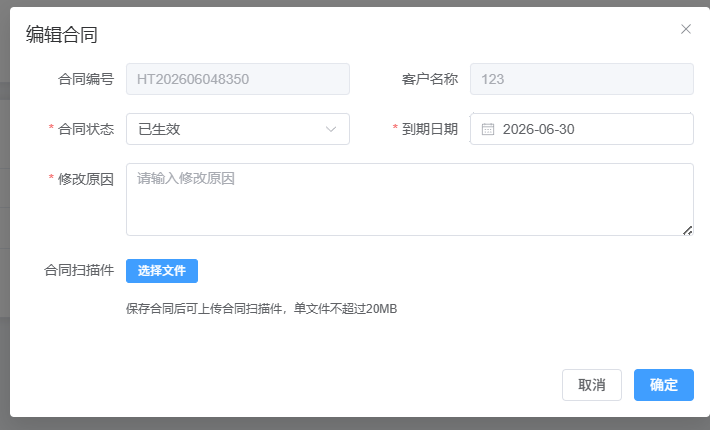 编辑合同
合同编号 HT202606048350 客户名称 123
* 合同状态 已生效 * 到期日期 2026-06-30
* 修改原因 请输入修改原因
合同扫描件 选择文件
保存合同后可上传合同扫描件，单文件不超过20MB
取消 确定